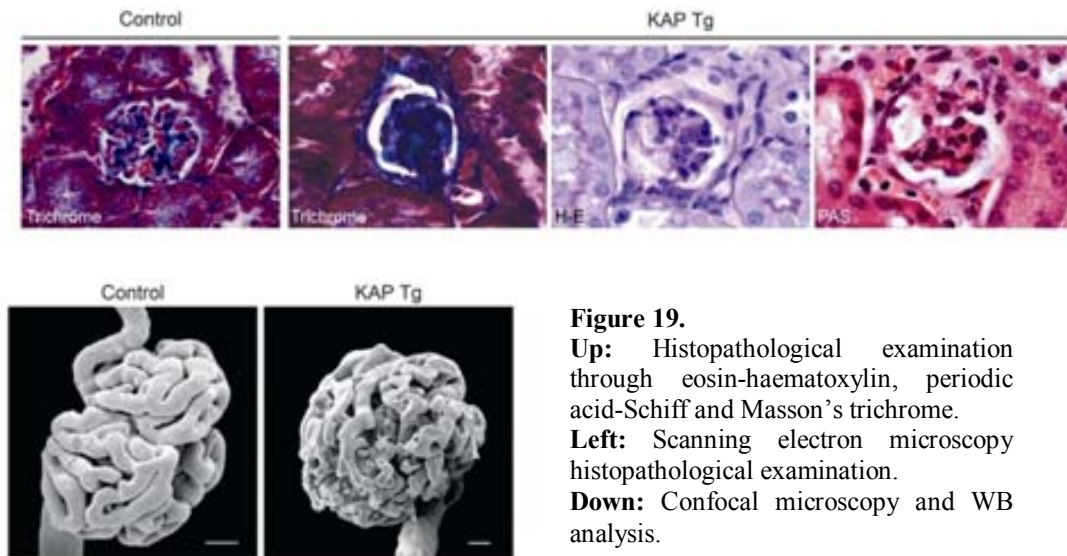 Control KAP Tg
Trichrome Trichrome H-E PAS
Control KAP Tg
Figure 19.
Up: Histopathological examination
through eosin-haematoxylin, periodic
acid-Schiff and Masson’s trichrome.
Left: Scanning electron microscopy
histopathological examination.
Down: Confocal microscopy and WB
analysis.